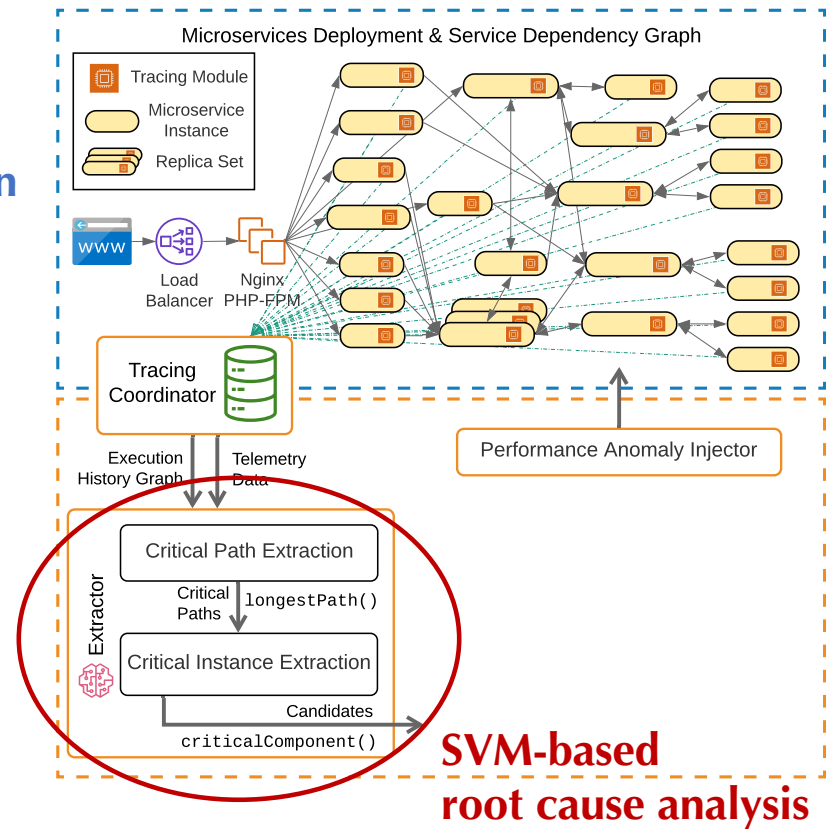 Microservices Deployment & Service Dependency Graph
Tracing Module
Microservice
Instance
Replica Set
n
www
Load
Balancer
Nginx
PHP-FPM
Tracing
Coordinator
Execution
History Graph
Telemetry
Data
Performance Anomaly Injector
Extractor
Critical Path Extraction
Critical
Paths
longestPath()
Critical Instance Extraction
Candidates
criticalComponent()
SVM-based
root cause analysis